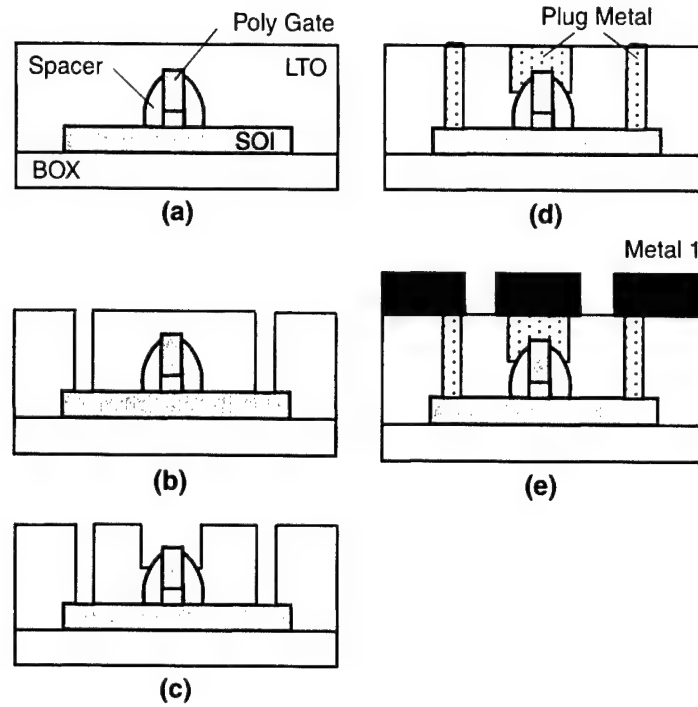 Poly Gate
Spacer
LTO
SOI
BOX
(a)
Plug Metal
(d)
(b)
Metal 1
(e)
(c)